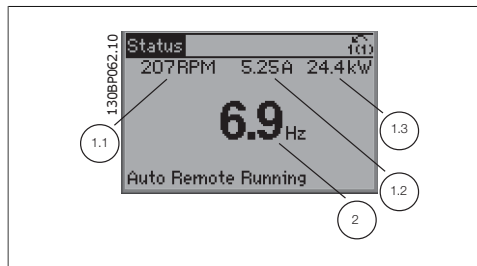 130BP062.10
Status
1(1)
207RPM 5.25A 24.4kW
6.9Hz
Auto Remote Running
1.1
1.3
1.2
2